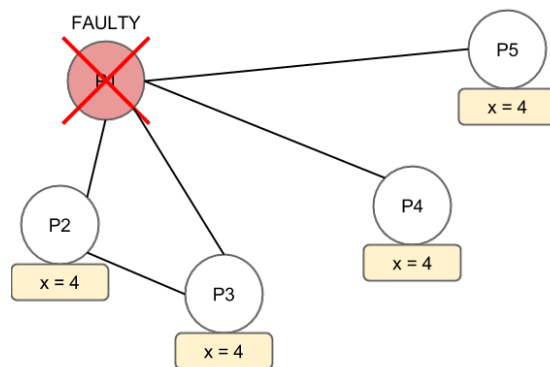 FAULTY
P1
P5
x = 4
P4
x = 4
P2
x = 4
P3
x = 4